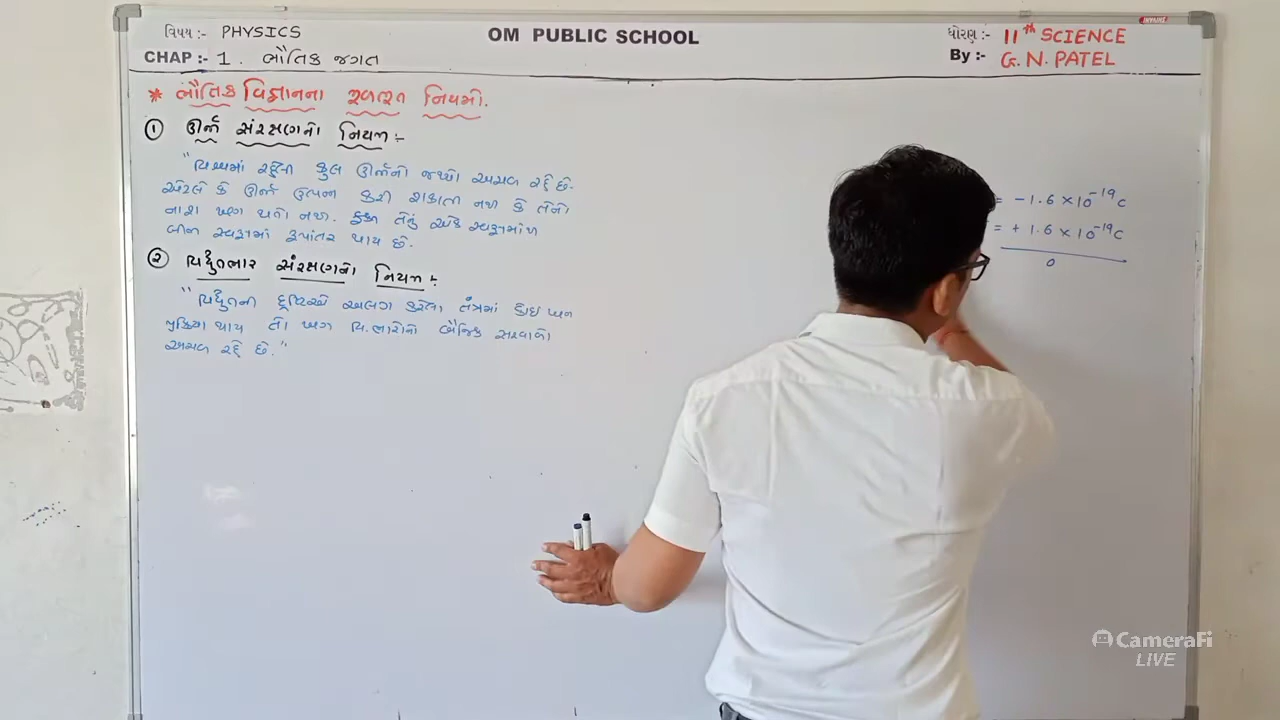 વિષય :- PHYSICS
OM PUBLIC SCHOOL
ધોરણ :- 11th SCIENCE
CHAP :- 1. ભૌતિક જગત
By :- G. N. PATEL
* ભૌતિક વિજ્ઞાનના મૂળભૂત નિયમો.
① ઊર્જા સંરક્ષણનો નિયમ :-
"વિશ્વમાં રહેલી કુલ ઊર્જાનો જથ્થો અચળ રહે છે.
એટલે કે ઊર્જા ઉત્પન્ન કરી શકાતી નથી કે તેનો
નાશ પણ થતો નથી. ફક્ત તેનું એક સ્વરૂપમાંથી
બીજા સ્વરૂપમાં રૂપાંતર થાય છે.
② વિદ્યુતભાર સંરક્ષણનો નિયમ :-
"વિદ્યુતની દૃષ્ટિએ અલગ કરેલા તંત્રમાં કોઈ પણ
પ્રક્રિયા થાય તો પણ વિ.ભારોનો બૈજિક સરવાળો
અચળ રહે છે."
= -1.6 × 10⁻¹⁹ C
= +1.6 × 10⁻¹⁹ C
0
CameraFi
LIVE